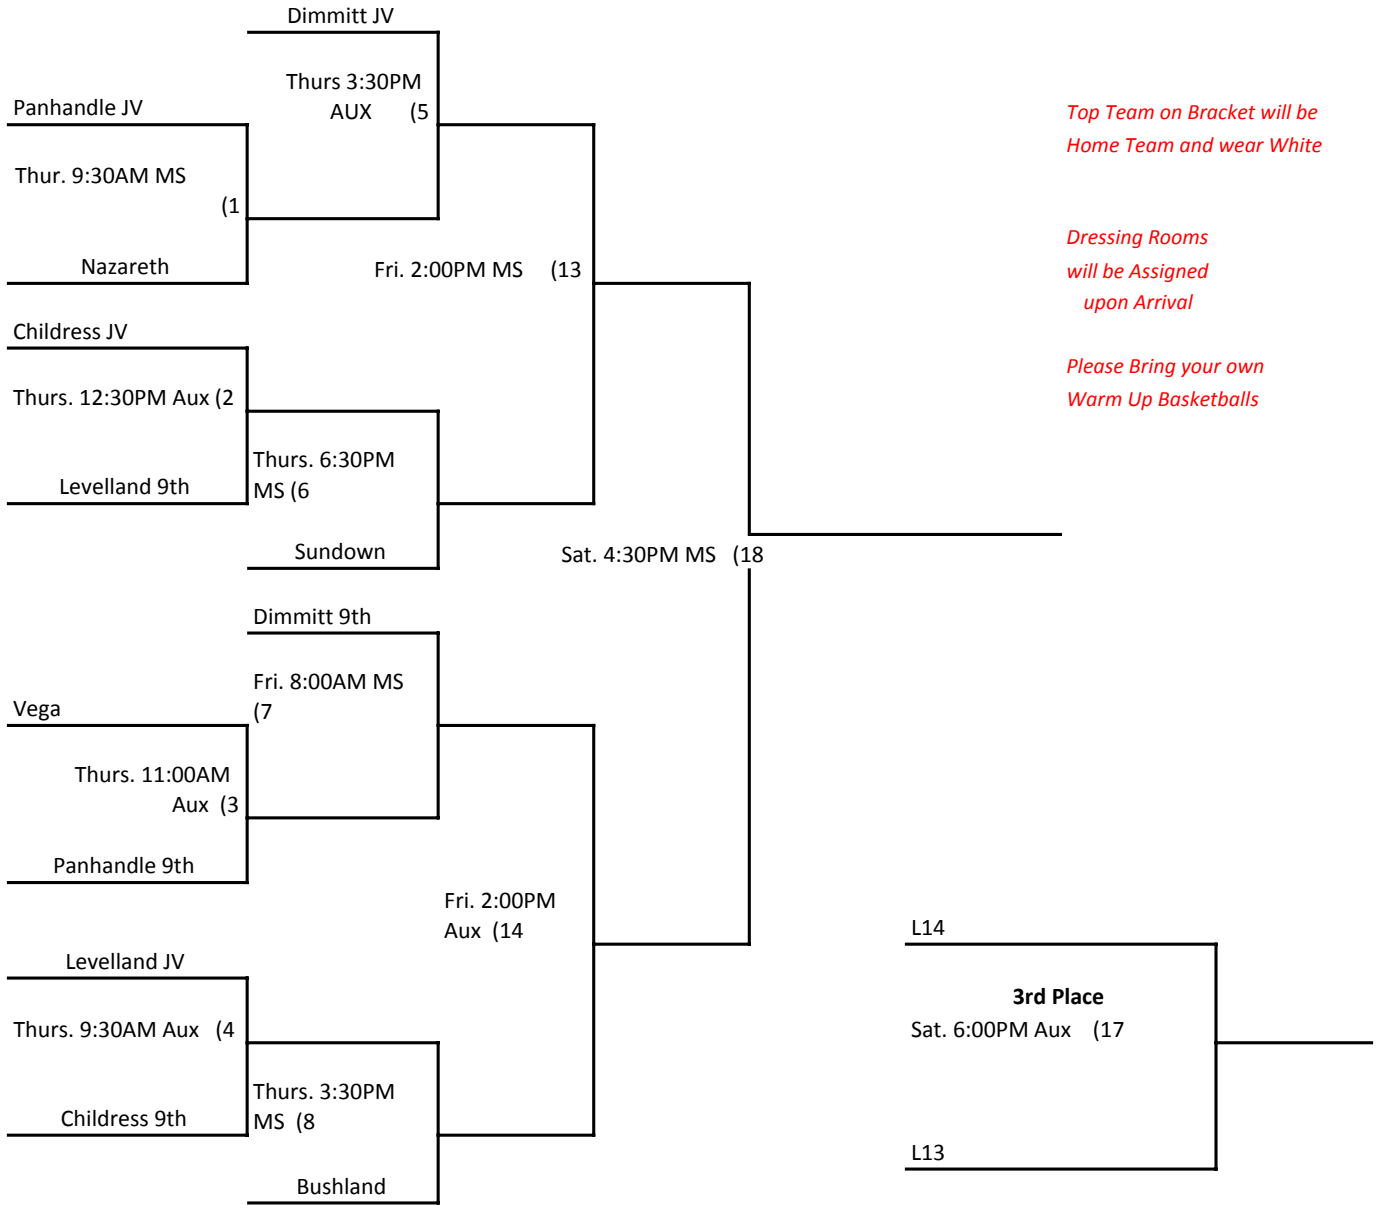 Dimmitt JV
Thurs 3:30PM
AUX (5
Panhandle JV
Thur. 9:30AM MS
(1
Nazareth
Fri. 2:00PM MS (13
Childress JV
Thurs. 12:30PM Aux (2
Levelland 9th
Thurs. 6:30PM
MS (6
Sundown
Sat. 4:30PM MS (18
Dimmitt 9th
Fri. 8:00AM MS
(7
Vega
Thurs. 11:00AM
Aux (3
Panhandle 9th
Fri. 2:00PM
Aux (14
Levelland JV
Thurs. 9:30AM Aux (4
Childress 9th
Thurs. 3:30PM
MS (8
Bushland
Top Team on Bracket will be
Home Team and wear White
Dressing Rooms
will be Assigned
upon Arrival
Please Bring your own
Warm Up Basketballs
L14
3rd Place
Sat. 6:00PM Aux (17
L13